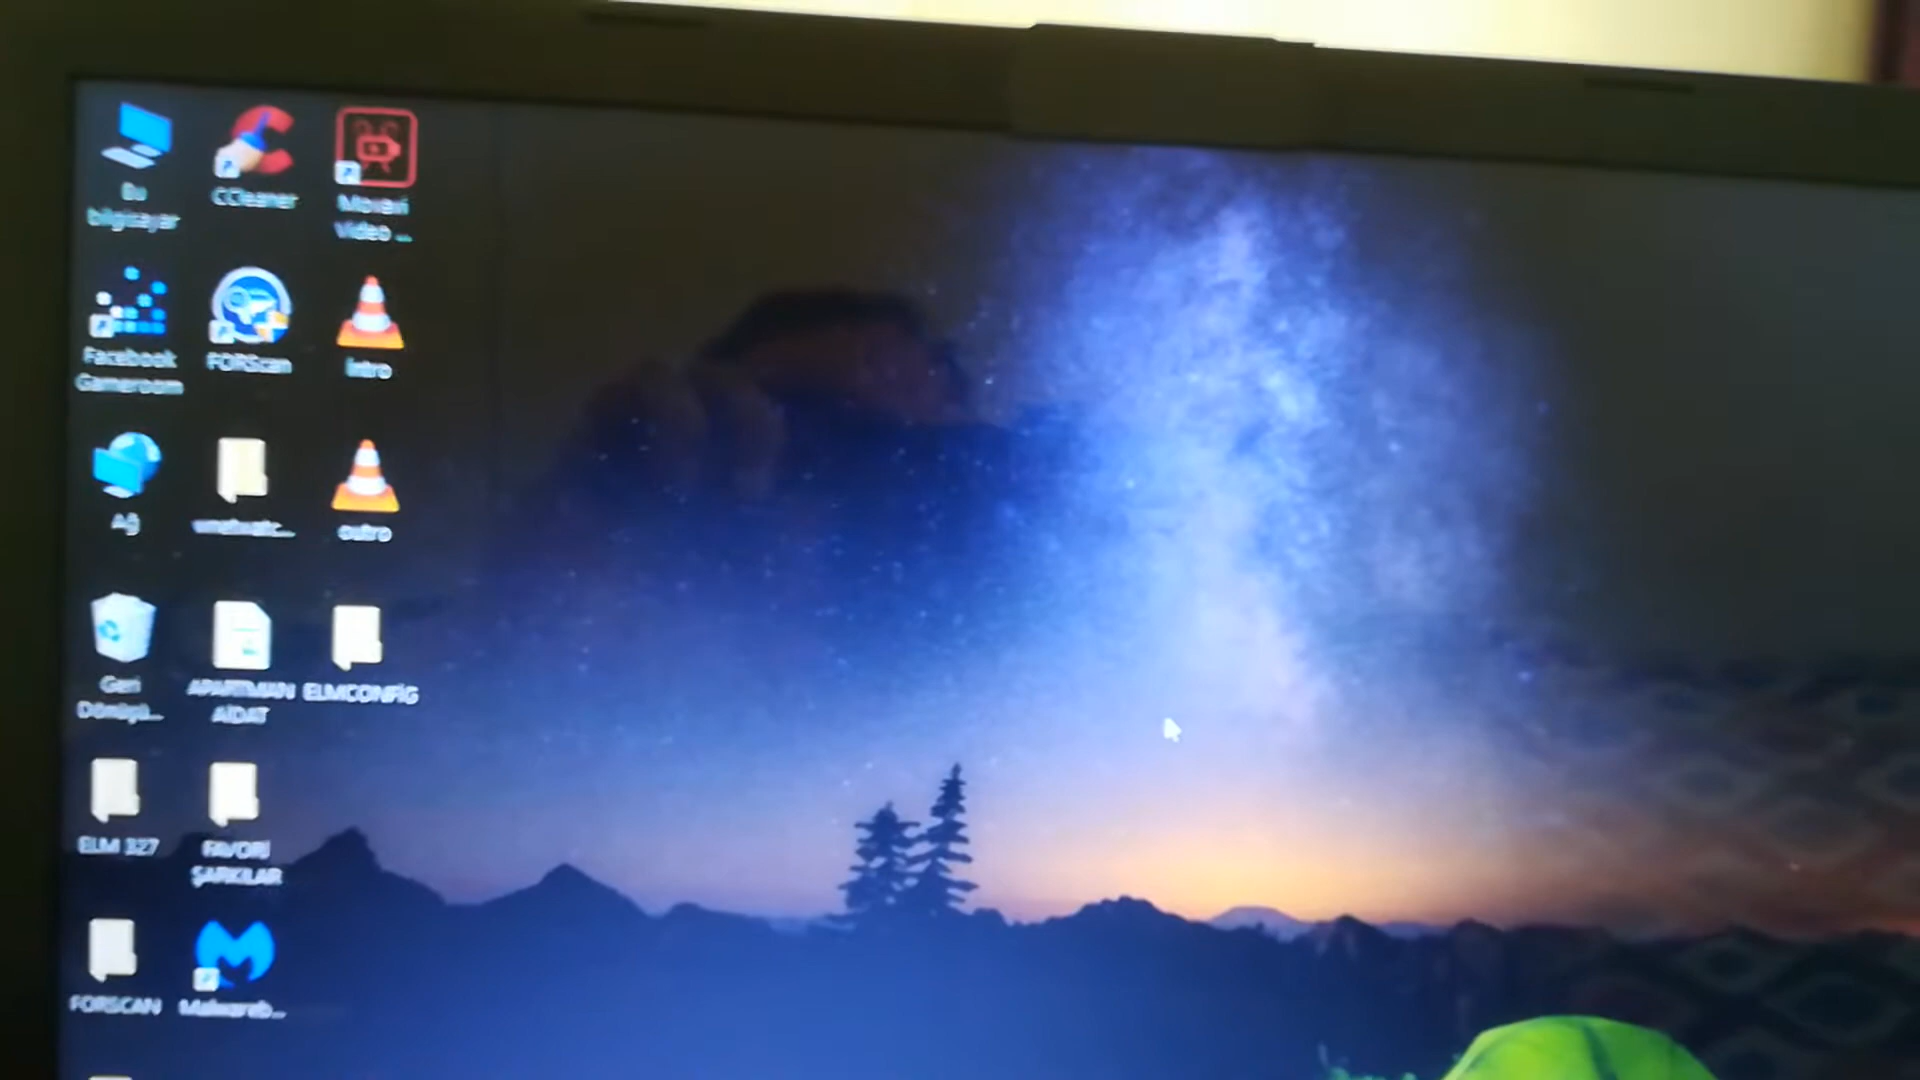 Bu
bilgisayar
CCleaner
Movavi
Video ...
Facebook
Gameroom
FORScan
İntro
Ağ
outro
Geri
Dönüşü...
APARTMAN
AİDAT
ELMCONFİG
ELM 327
FAVORİ
ŞARKILAR
FORSCAN
Malwareb...